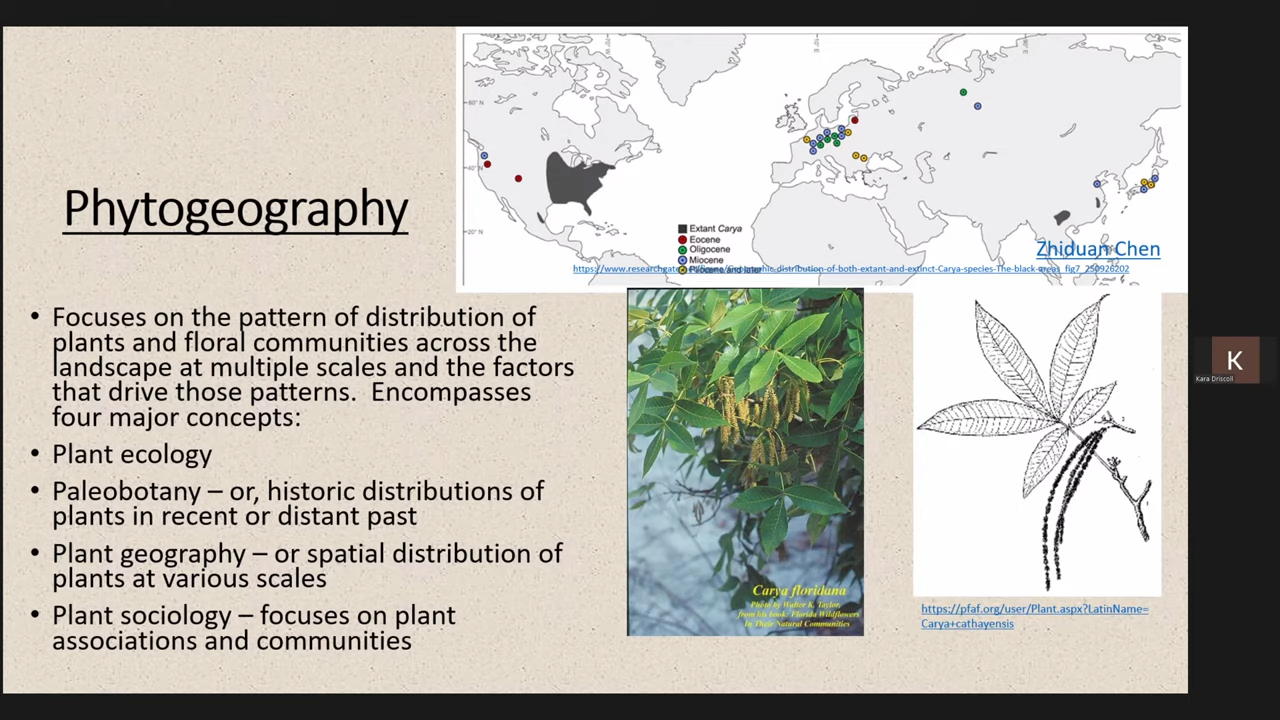 Phytogeography
• Focuses on the pattern of distribution of
plants and floral communities across the
landscape at multiple scales and the factors
that drive those patterns. Encompasses
four major concepts:
• Plant ecology
• Paleobotany – or, historic distributions of
plants in recent or distant past
• Plant geography – or spatial distribution of
plants at various scales
• Plant sociology – focuses on plant
associations and communities
60° N
40° N
20° N
Extant Carya
Eocene
Oligocene
Miocene
Zhiduan Chen
Carya floridana
Photo by Walter K. Taylor,
from his book: Florida Wildflowers
In Their Natural Communities
https://pfaf.org/user/Plant.aspx?LatinName=
Carya+cathayensis
K
Kara Driscoll